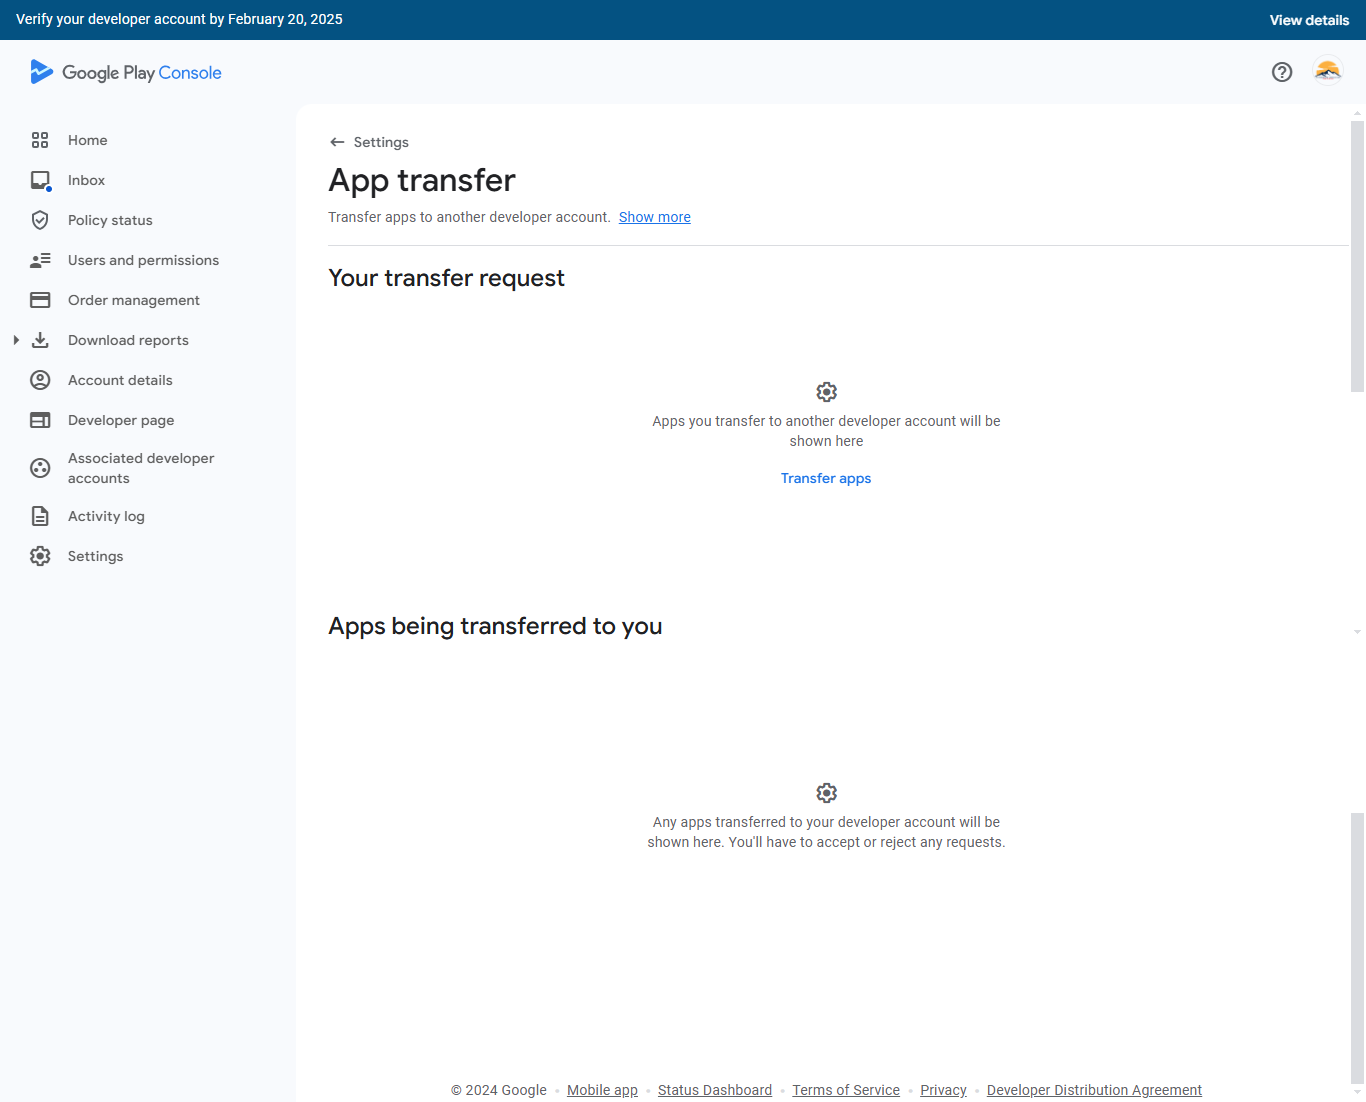 Verify your developer account by February 20, 2025
View details
Google Play Console
Home
Inbox
Policy status
Users and permissions
Order management
Download reports
Account details
Developer page
Associated developer
accounts
Activity log
Settings
Settings
App transfer
Transfer apps to another developer account. Show more
Your transfer request
Apps you transfer to another developer account will be
shown here
Transfer apps
Apps being transferred to you
Any apps transferred to your developer account will be
shown here. You'll have to accept or reject any requests.
© 2024 Google • Mobile app • Status Dashboard • Terms of Service • Privacy • Developer Distribution Agreement